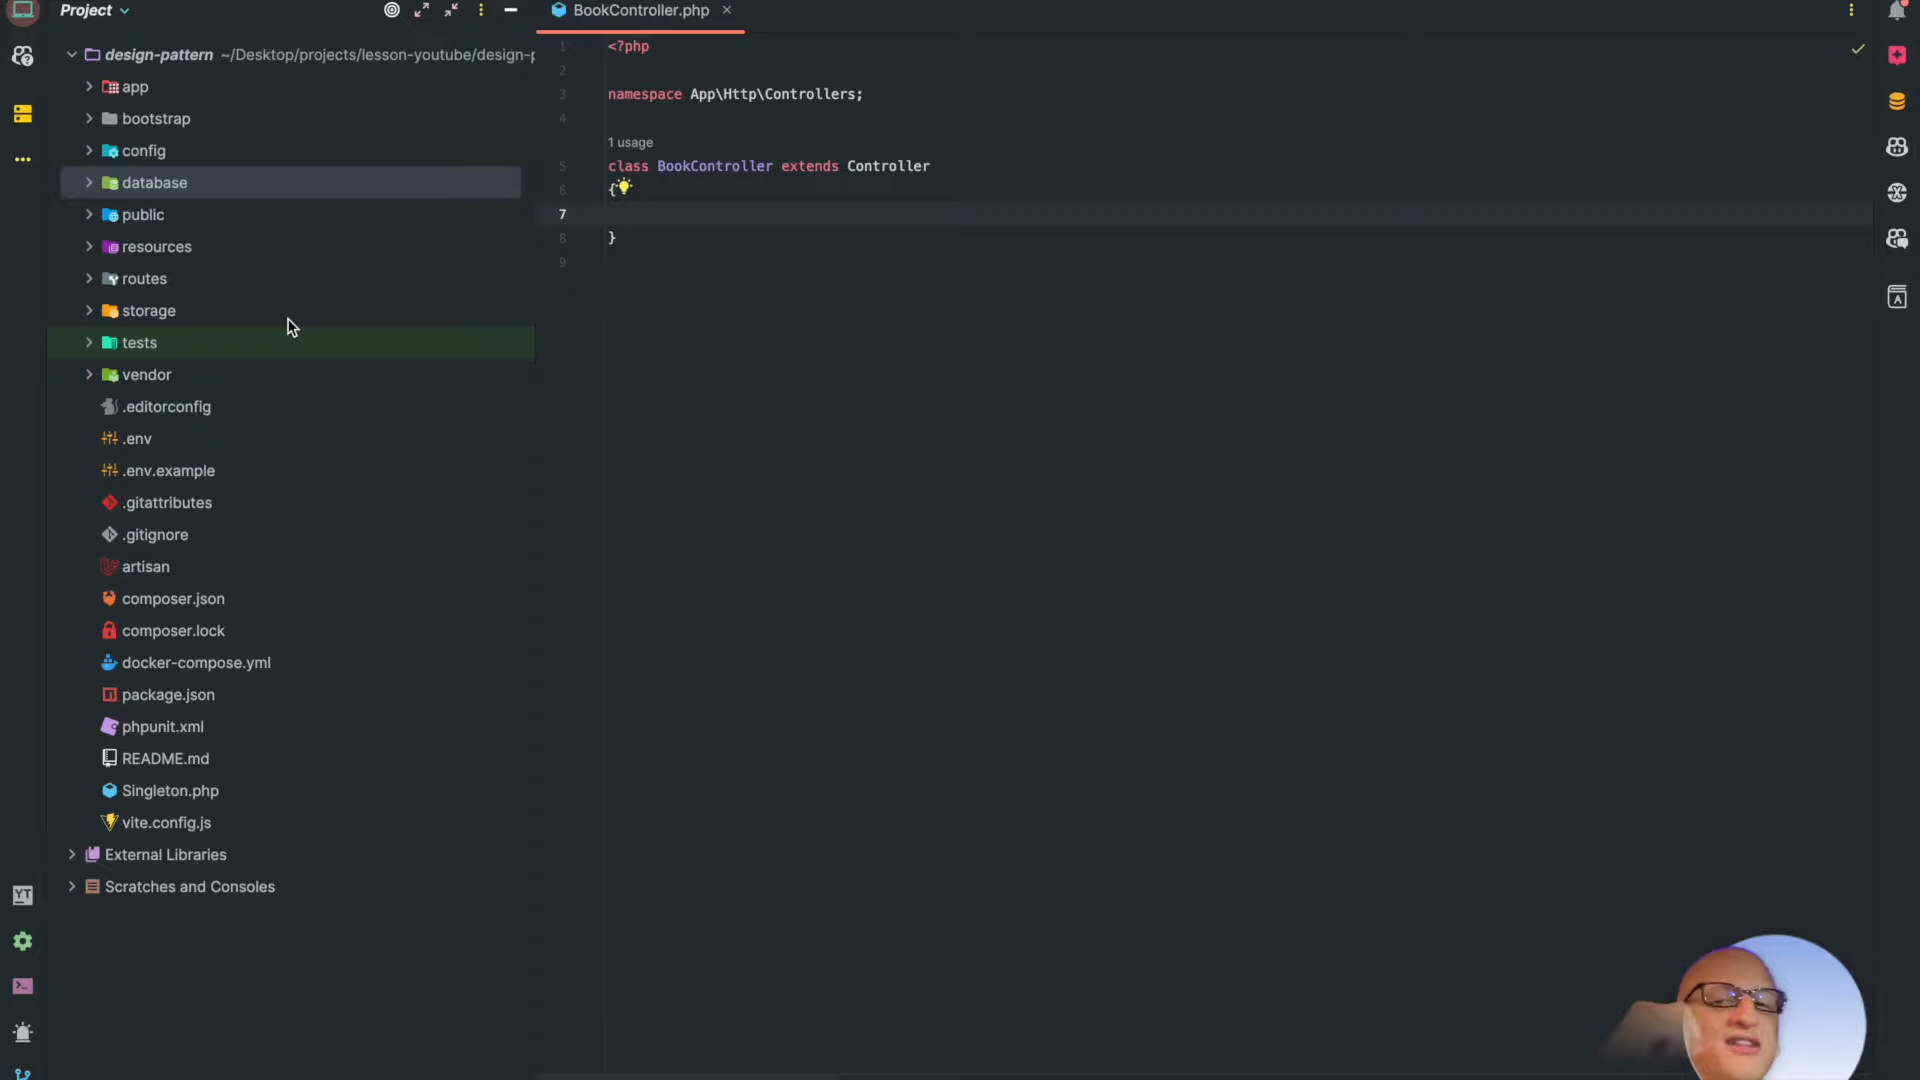 Project
design-pattern ~/Desktop/projects/lesson-youtube/design-p
app
bootstrap
config
database
public
resources
routes
storage
tests
vendor
.editorconfig
.env
.env.example
.gitattributes
.gitignore
artisan
composer.json
composer.lock
docker-compose.yml
package.json
phpunit.xml
README.md
Singleton.php
vite.config.js
External Libraries
Scratches and Consoles
YT
BookController.php
1 <?php
2
3 namespace App\Http\Controllers;
4
1 usage
5 class BookController extends Controller
6 {
7
8 }
9
A